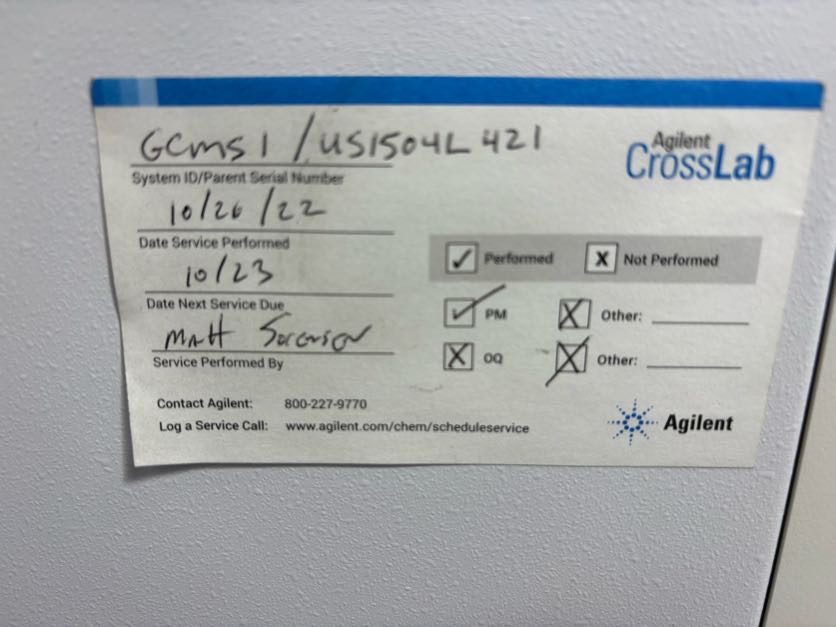 GCMS 1 / US1504L421
Agilent
CrossLab
System ID/Parent Serial Number
10/26/22
Date Service Performed
✓ Performed X Not Performed
10/23
Date Next Service Due
✓ PM X Other:
Matt Sorenson
X OQ X Other:
Service Performed By
Contact Agilent: 800-227-9770
Log a Service Call: www.agilent.com/chem/scheduleservice
Agilent